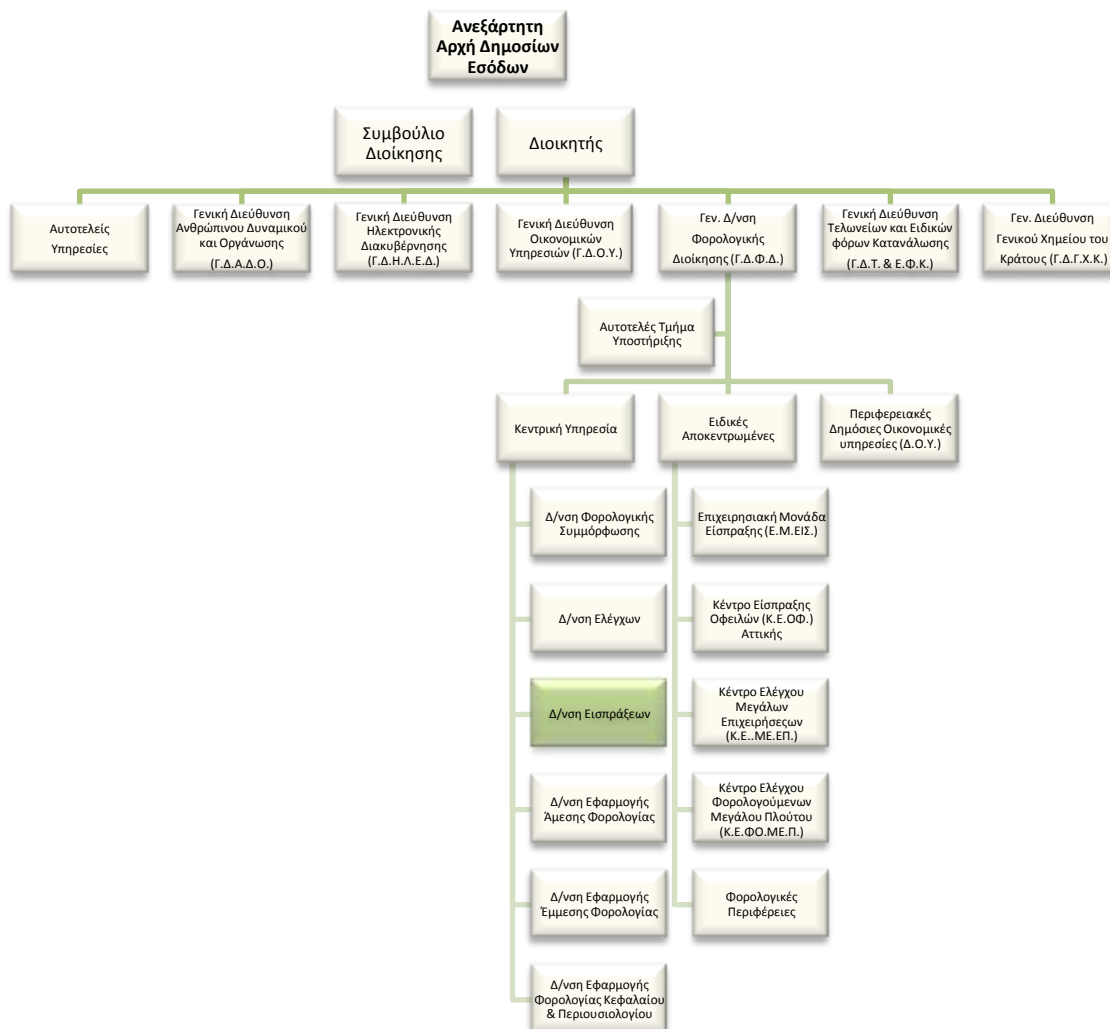 Ανεξάρτητη
Αρχή Δημοσίων
Εσόδων
Συμβούλιο
Διοίκησης
Διοικητής
Αυτοτελείς
Υπηρεσίες
Γενική Διεύθυνση
Ανθρώπινου Δυναμικού
και Οργάνωσης
(Γ.Δ.Α.Δ.Ο.)
Γενική Διεύθυνση
Ηλεκτρονικής
Διακυβέρνησης
(Γ.Δ.Η.Λ.Ε.Δ.)
Γενική Διεύθυνση
Οικονομικών
Υπηρεσιών (Γ.Δ.Ο.Υ.)
Γεν. Δ/νση
Φορολογικής
Διοίκησης (Γ.Δ.Φ.Δ.)
Γενική Διεύθυνση
Τελωνείων και Ειδικών
φόρων Κατανάλωσης
(Γ.Δ.Τ. & Ε.Φ.Κ.)
Γεν. Διεύθυνση
Γενικού Χημείου του
Κράτους (Γ.Δ.Γ.Χ.Κ.)
Αυτοτελές Τμήμα
Υποστήριξης
Κεντρική Υπηρεσία
Ειδικές
Αποκεντρωμένες
Περιφερειακές
Δημόσιες Οικονομικές
υπηρεσίες (Δ.Ο.Υ.)
Δ/νση Φορολογικής
Συμμόρφωσης
Δ/νση Ελέγχων
Δ/νση Εισπράξεων
Δ/νση Εφαρμογής
Άμεσης Φορολογίας
Δ/νση Εφαρμογής
Έμμεσης Φορολογίας
Δ/νση Εφαρμογής
Φορολογίας Κεφαλαίου
& Περιουσιολογίου
Επιχειρησιακή Μονάδα
Είσπραξης (Ε.Μ.ΕΙΣ.)
Κέντρο Είσπραξης
Οφειλών (Κ.Ε.ΟΦ.)
Αττικής
Κέντρο Ελέγχου
Μεγάλων
Επιχειρήσεςων
(Κ.Ε..ΜΕ.ΕΠ.)
Κέντρο Ελέγχου
Φορολογούμενων
Μεγάλου Πλούτου
(Κ.Ε.ΦΟ.ΜΕ.Π.)
Φορολογικές
Περιφέρειες